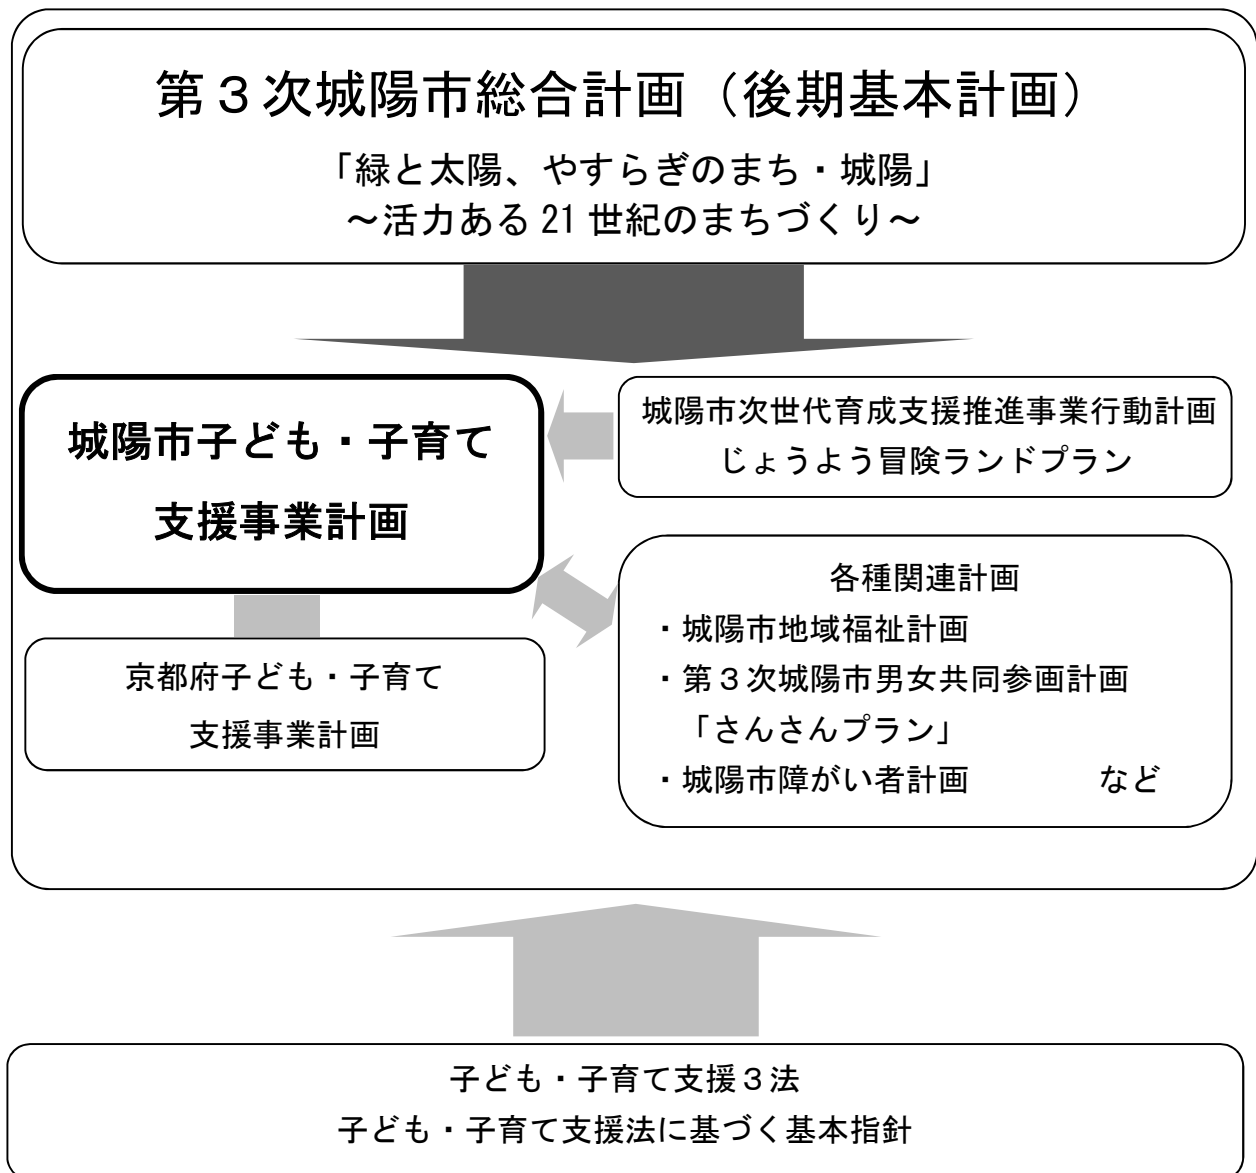 第３次城陽市総合計画（後期基本計画）
「緑と太陽、やすらぎのまち・城陽」
～活力ある 21 世紀のまちづくり～
城陽市子ども・子育て
支援事業計画
城陽市次世代育成支援推進事業行動計画
じょうよう冒険ランドプラン
京都府子ども・子育て
支援事業計画
各種関連計画
・城陽市地域福祉計画
・第３次城陽市男女共同参画計画
「さんさんプラン」
・城陽市障がい者計画　　　　など
子ども・子育て支援３法
子ども・子育て支援法に基づく基本指針